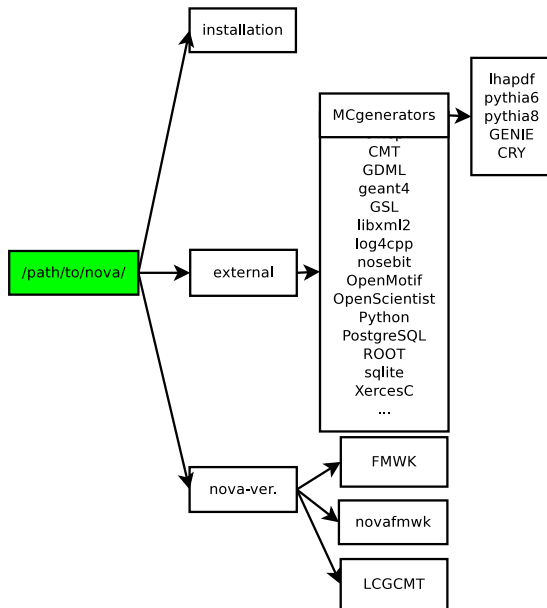 installation
lhapdf
pythia6
pythia8
GENIE
CRY
MCgenerators
CMT
GDML
geant4
GSL
libxml2
log4cpp
nosebit
OpenMotif
OpenScientist
Python
PostgreSQL
ROOT
sqlite
XercesC
...
/path/to/nova/
external
nova-ver.
FMWK
novafmwk
LCGCMT